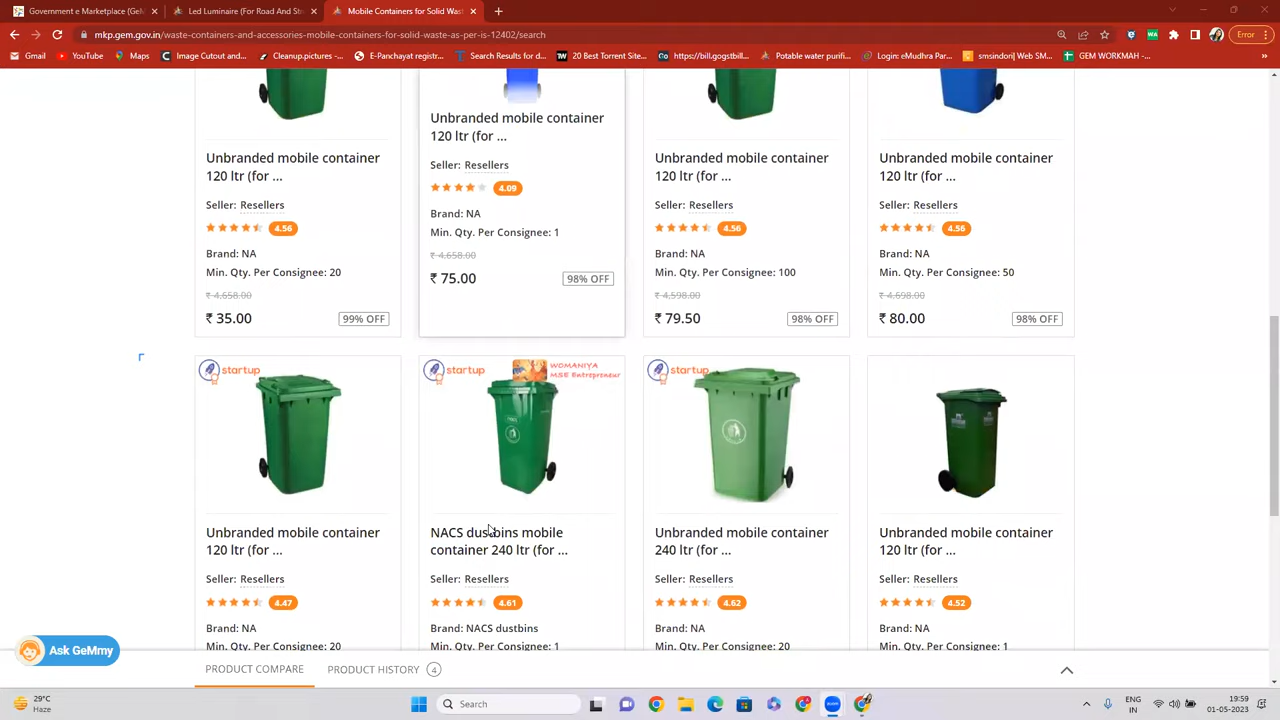 Government e Marketplace (GeM
Led Luminaire (For Road And Str
Mobile Containers for Solid Wast
mkp.gem.gov.in/waste-containers-and-accessories-mobile-containers-for-solid-waste-as-per-is-12402/search
Error
Gmail
YouTube
Maps
Image Cutout and...
Cleanup.pictures -...
E-Panchayat registr...
Search Results for d...
20 Best Torrent Site...
https://bill.gogstbill...
Potable water purifi...
Login: eMudhra Par...
smsindori| Web SM...
GEM WORKMAH -...
Unbranded mobile container
120 ltr (for ...
Seller: Resellers
4.56
Brand: NA
Min. Qty. Per Consignee: 20
₹ 4,658.00
₹ 35.00
99% OFF
Unbranded mobile container
120 ltr (for ...
Seller: Resellers
4.09
Brand: NA
Min. Qty. Per Consignee: 1
₹ 4,658.00
₹ 75.00
98% OFF
Unbranded mobile container
120 ltr (for ...
Seller: Resellers
4.56
Brand: NA
Min. Qty. Per Consignee: 100
₹ 4,598.00
₹ 79.50
98% OFF
Unbranded mobile container
120 ltr (for ...
Seller: Resellers
4.56
Brand: NA
Min. Qty. Per Consignee: 50
₹ 4,698.00
₹ 80.00
98% OFF
startup
Unbranded mobile container
120 ltr (for ...
Seller: Resellers
4.47
Brand: NA
Min. Qty. Per Consignee: 20
startup
WOMANIYA
MSE Entrepreneur
NACS dustbins mobile
container 240 ltr (for ...
Seller: Resellers
4.61
Brand: NACS dustbins
Min. Qty. Per Consignee: 1
startup
Unbranded mobile container
240 ltr (for ...
Seller: Resellers
4.62
Brand: NA
Min. Qty. Per Consignee: 20
Unbranded mobile container
120 ltr (for ...
Seller: Resellers
4.52
Brand: NA
Min. Qty. Per Consignee: 1
Ask GeMmy
PRODUCT COMPARE
PRODUCT HISTORY 4
29°C
Haze
Search
zoom
ENG
IN
19:59
01-05-2023